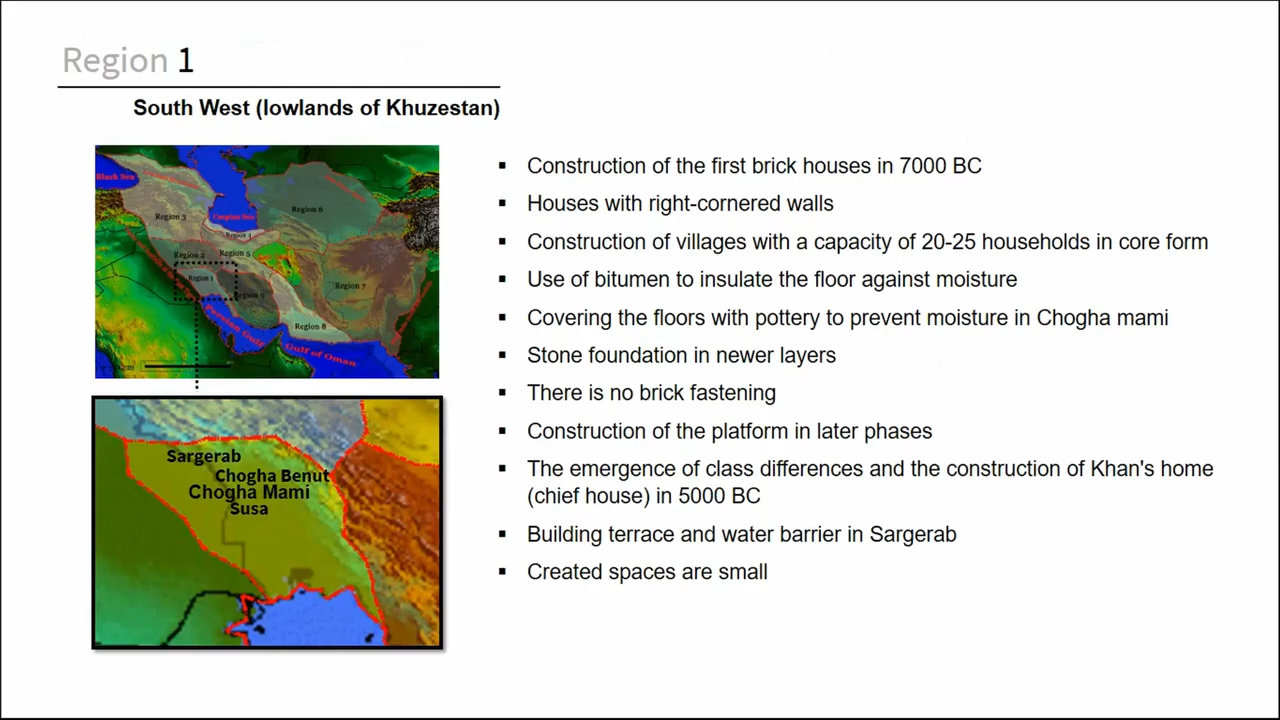 Region 1
South West (lowlands of Khuzestan)
Black Sea
Caspian Sea
Region 3
Region 6
Region 4
Region 2
Region 5
Region 1
Region 7
Region 8
Persian Gulf
Gulf of Oman
Sargerab
Chogha Benut
Chogha Mami
Susa
▪ Construction of the first brick houses in 7000 BC
▪ Houses with right-cornered walls
▪ Construction of villages with a capacity of 20-25 households in core form
▪ Use of bitumen to insulate the floor against moisture
▪ Covering the floors with pottery to prevent moisture in Chogha mami
▪ Stone foundation in newer layers
▪ There is no brick fastening
▪ Construction of the platform in later phases
▪ The emergence of class differences and the construction of Khan's home
(chief house) in 5000 BC
▪ Building terrace and water barrier in Sargerab
▪ Created spaces are small